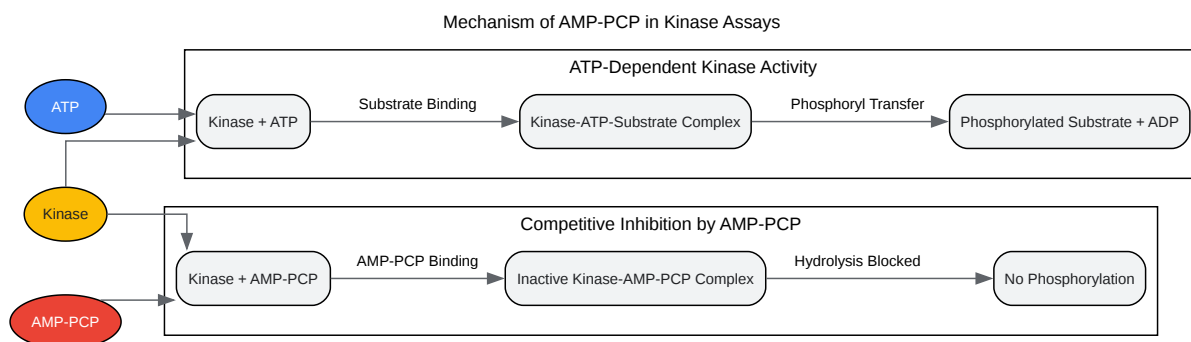 Mechanism of AMP-PCP in Kinase Assays
ATP-Dependent Kinase Activity
ATP
Kinase + ATP
Substrate Binding
Kinase-ATP-Substrate Complex
Phosphoryl Transfer
Phosphorylated Substrate + ADP
Kinase
Competitive Inhibition by AMP-PCP
Kinase + AMP-PCP
AMP-PCP Binding
Inactive Kinase-AMP-PCP Complex
Hydrolysis Blocked
No Phosphorylation
AMP-PCP